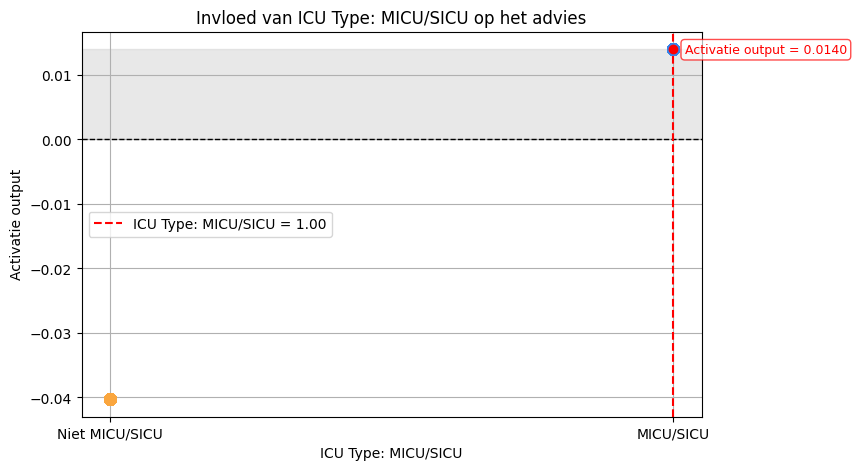 Invloed van ICU Type: MICU/SICU op het advies
Activatie output = 0.0140
0.01
0.00
−0.01
−0.02
−0.03
−0.04
Activatie output
ICU Type: MICU/SICU = 1.00
Niet MICU/SICU
MICU/SICU
ICU Type: MICU/SICU